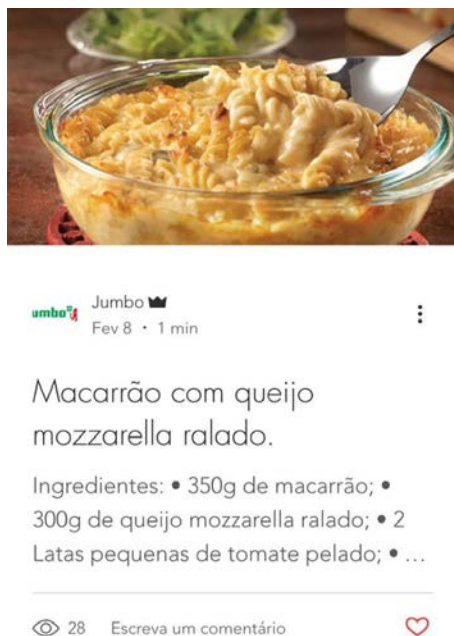 umbo
Jumbo
Fev 8 • 1 min
Macarrão com queijo
mozzarella ralado.
Ingredientes: • 350g de macarrão; •
300g de queijo mozzarella ralado; • 2
Latas pequenas de tomate pelado; • ...
28 Escreva um comentário